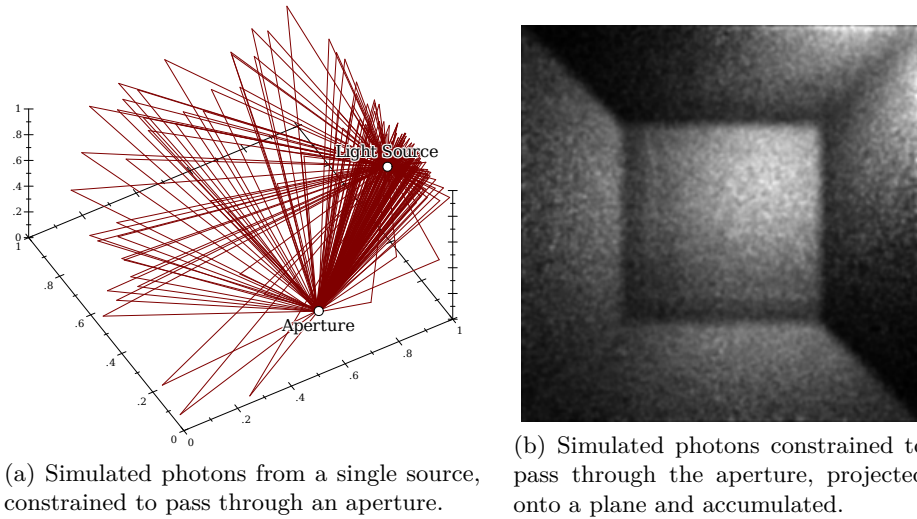 Light Source
Aperture
1
.8
.6
.4
.2
0
1
.8
.6
.4
.2
0
0
.2
.4
.6
.8
1
(a) Simulated photons from a single source,
constrained to pass through an aperture.
(b) Simulated photons constrained to
pass through the aperture, projected
onto a plane and accumulated.